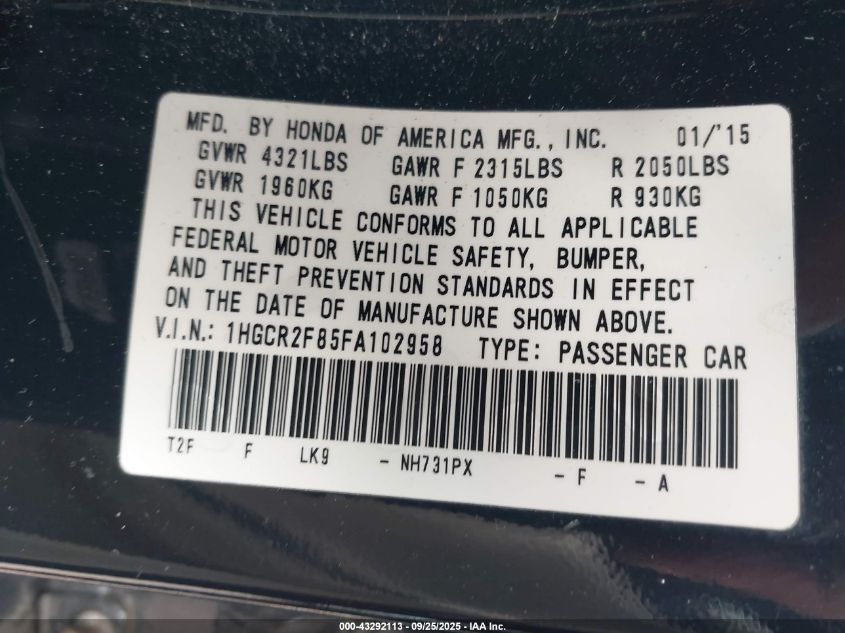 MFD. BY HONDA OF AMERICA MFG., INC. 01/'15
GVWR 4321LBS GAWR F 2315LBS R 2050LBS
GVWR 1960KG GAWR F 1050KG R 930KG
THIS VEHICLE CONFORMS TO ALL APPLICABLE
FEDERAL MOTOR VEHICLE SAFETY, BUMPER,
AND THEFT PREVENTION STANDARDS IN EFFECT
ON THE DATE OF MANUFACTURE SHOWN ABOVE.
V.I.N.: 1HGCR2F85FA102958 TYPE: PASSENGER CAR
T2F F LK9 - NH731PX - F - A
000-43292113 - 09/25/2025 - IAA Inc.